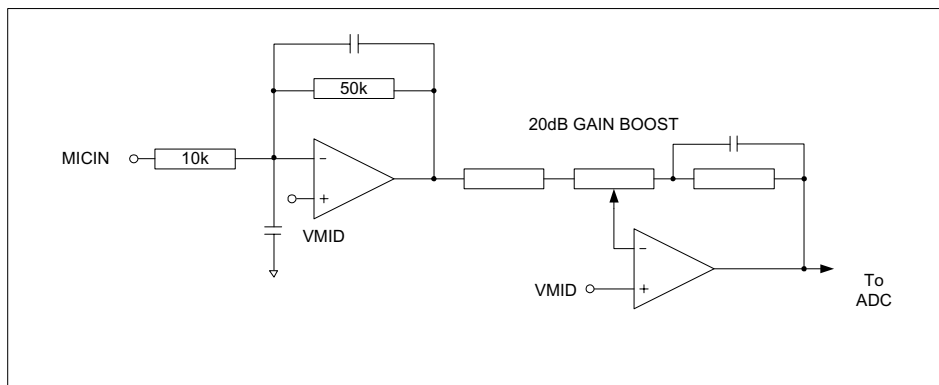 50k
20dB GAIN BOOST
MICIN
10k
−
+
VMID
−
+
VMID
To
ADC